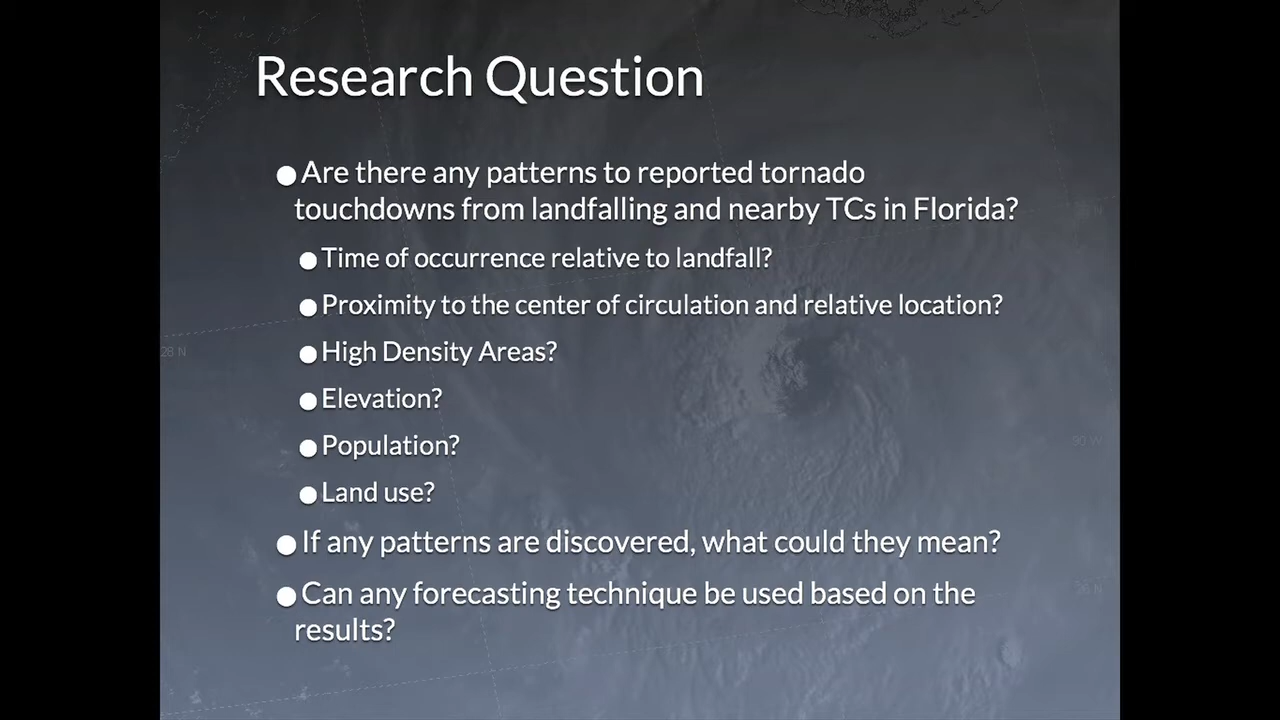 Research Question
● Are there any patterns to reported tornado
touchdowns from landfalling and nearby TCs in Florida?
● Time of occurrence relative to landfall?
● Proximity to the center of circulation and relative location?
● High Density Areas?
● Elevation?
● Population?
● Land use?
● If any patterns are discovered, what could they mean?
● Can any forecasting technique be used based on the
results?
28 N
90 W